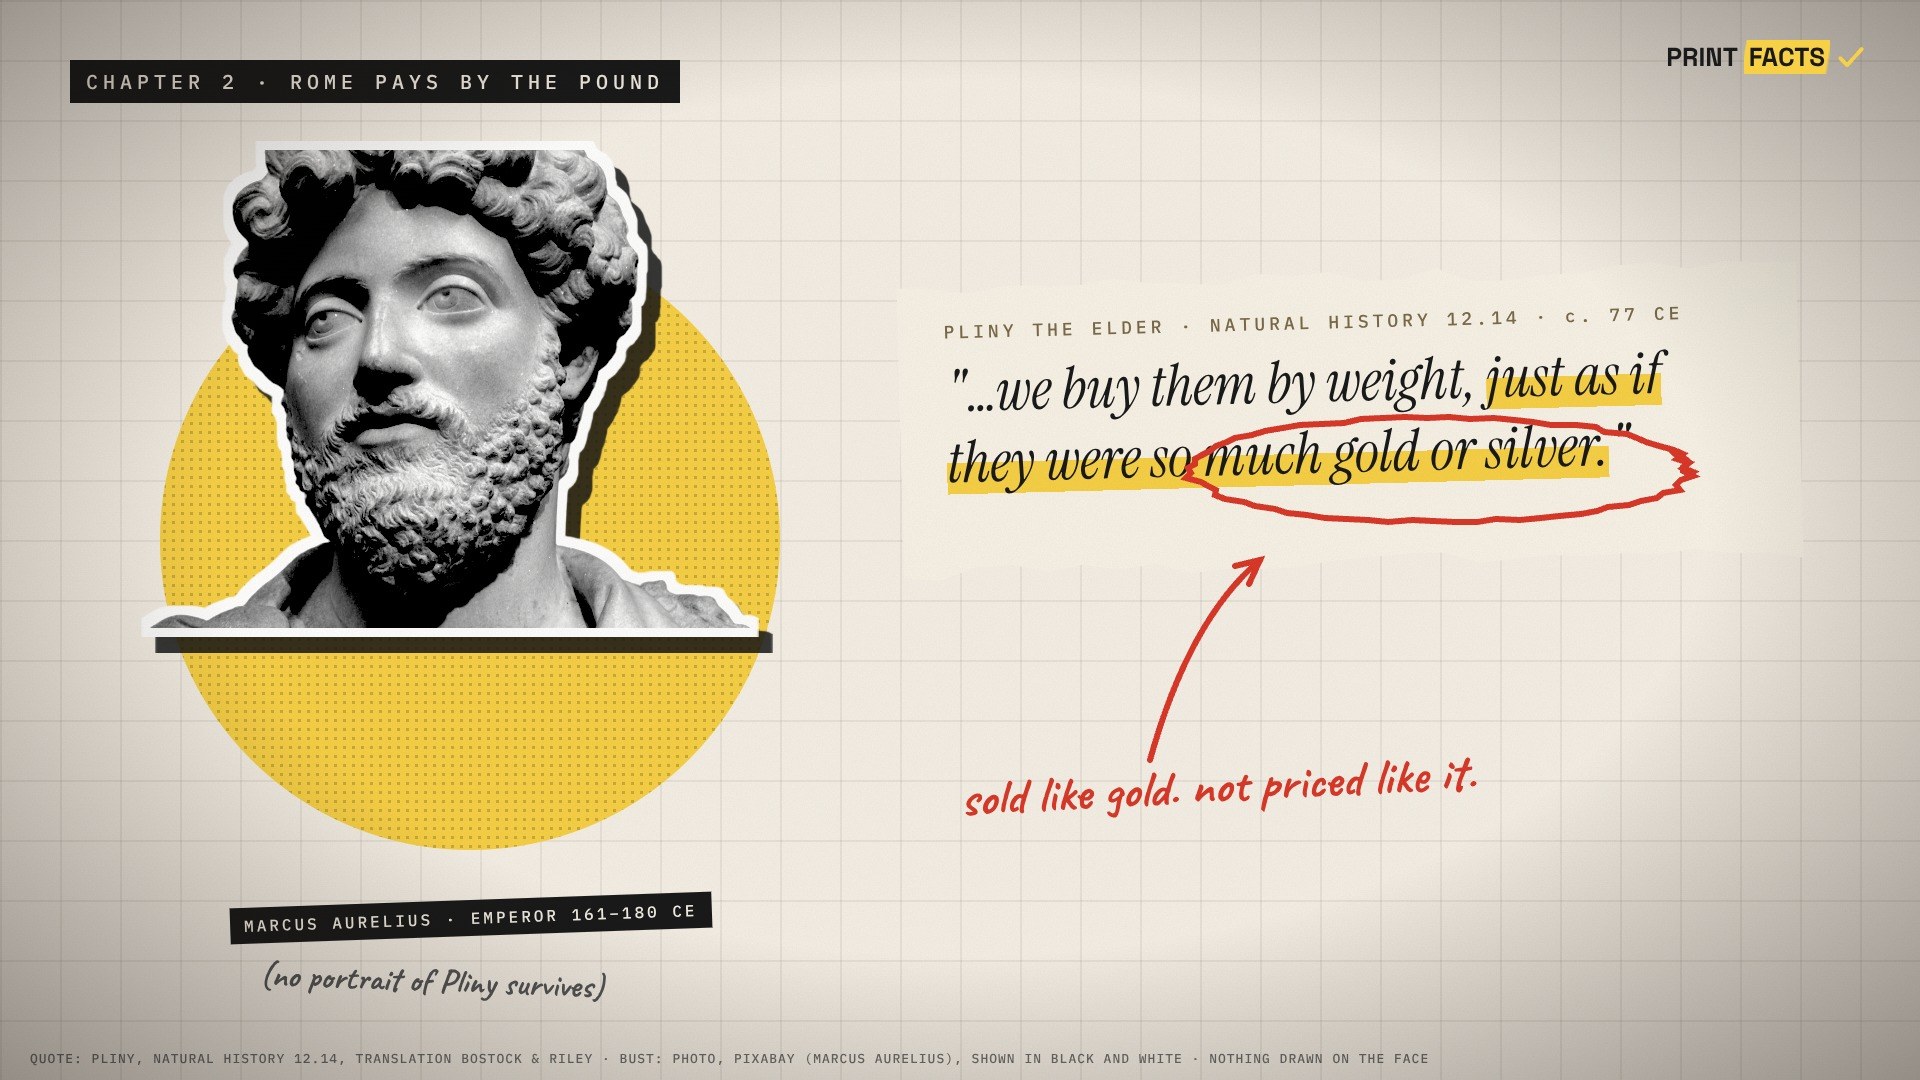 CHAPTER 2 · ROME PAYS BY THE POUND
PRINT FACTS
PLINY THE ELDER · NATURAL HISTORY 12.14 · c. 77 CE
"...we buy them by weight, just as if
they were so much gold or silver."
sold like gold. not priced like it.
MARCUS AURELIUS · EMPEROR 161–180 CE
(no portrait of Pliny survives)
QUOTE: PLINY, NATURAL HISTORY 12.14, TRANSLATION BOSTOCK & RILEY · BUST: PHOTO, PIXABAY (MARCUS AURELIUS), SHOWN IN BLACK AND WHITE · NOTHING DRAWN ON THE FACE